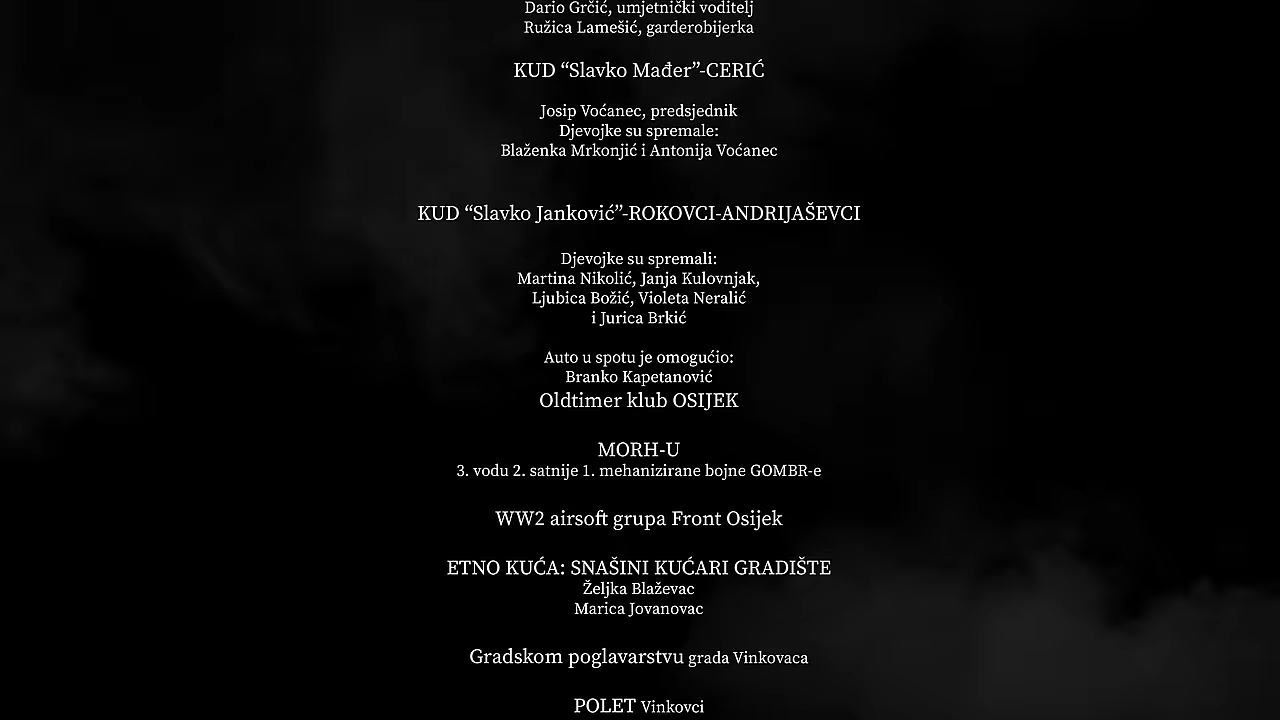 Dario Grčić, umjetnički voditelj
Ružica Lamešić, garderobijerka
KUD “Slavko Mađer”-CERIĆ
Josip Voćanec, predsjednik
Djevojke su spremale:
Blaženka Mrkonjić i Antonija Voćanec
KUD “Slavko Janković”-ROKOVCI-ANDRIJAŠEVCI
Djevojke su spremali:
Martina Nikolić, Janja Kulovnjak,
Ljubica Božić, Violeta Neralić
i Jurica Brkić
Auto u spotu je omogućio:
Branko Kapetanović
Oldtimer klub OSIJEK
MORH-U
3. vodu 2. satnije 1. mehanizirane bojne GOMBR-e
WW2 airsoft grupa Front Osijek
ETNO KUĆA: SNAŠINI KUĆARI GRADIŠTE
Željka Blaževac
Marica Jovanovac
Gradskom poglavarstvu grada Vinkovaca
POLET Vinkovci